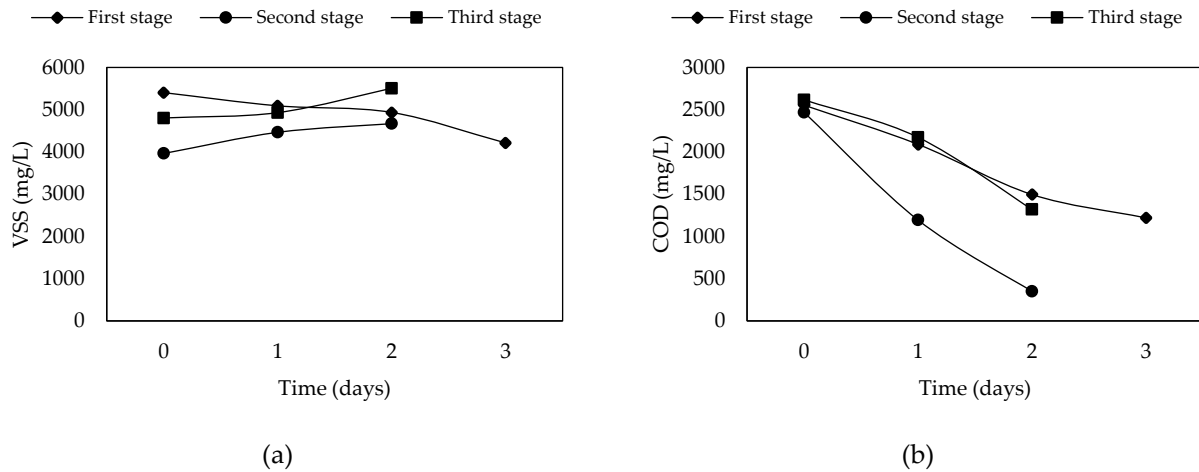 First stage Second stage Third stage
6000
5000
4000
3000
2000
1000
0
VSS (mg/L)
0 1 2 3
Time (days)
(a)
First stage Second stage Third stage
3000
2500
2000
1500
1000
500
0
COD (mg/L)
0 1 2 3
Time (days)
(b)